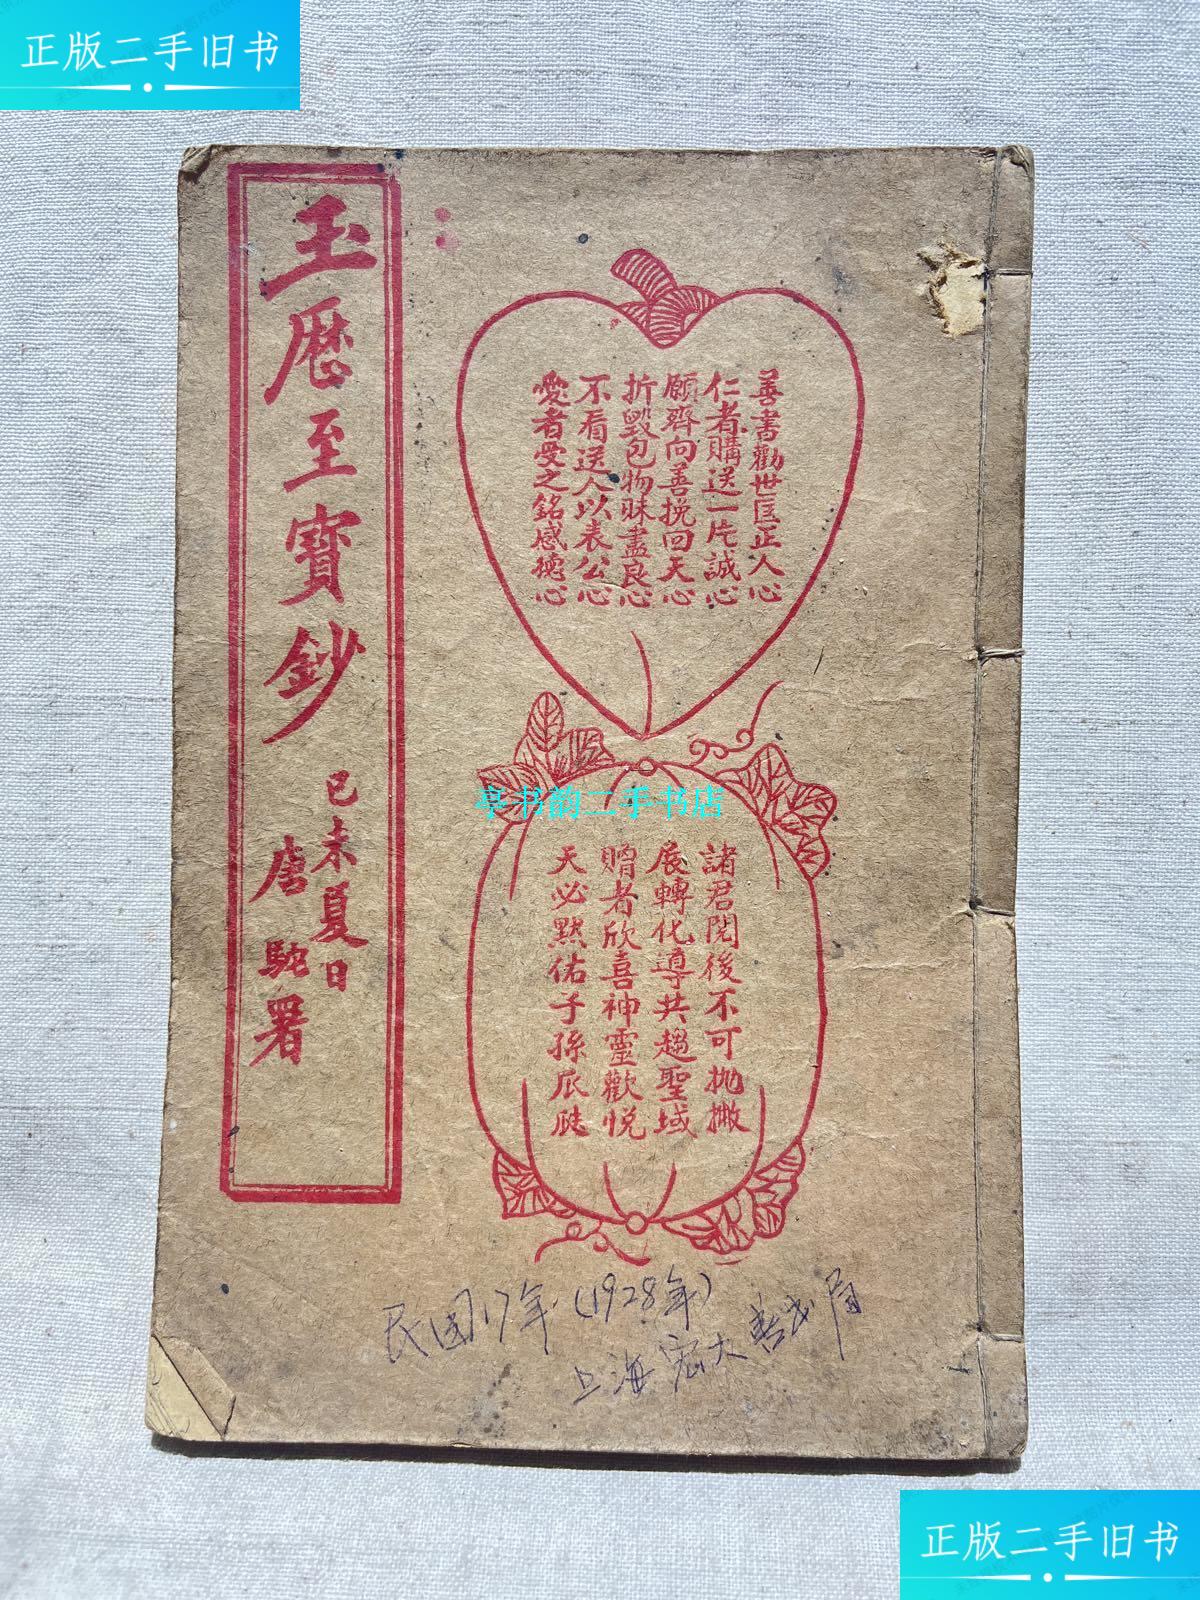 正版二手旧书
玉歷至寶鈔
己未夏日
唐駝署
善書勸世匡正人心
仁者購送一片誠心
願齊向善挽回天心
折毀包物昧盡良心
不看送人以表公心
愛者受之銘感德心
諸君閱後不可拋撇
展轉化導共趨聖域
贈者欣喜神靈歡悅
天必默佑子孫
亭书韵二手书店
民国17年(1928年)
上海宏大善书局
正版二手旧书